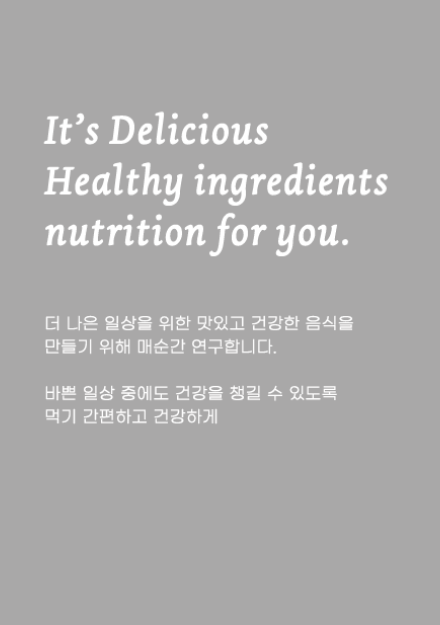 It's Delicious
Healthy ingredients
nutrition for you.
더 나은 일상을 위한 맛있고 건강한 음식을
만들기 위해 매순간 연구합니다.
바쁜 일상 중에도 건강을 챙길 수 있도록
먹기 간편하고 건강하게